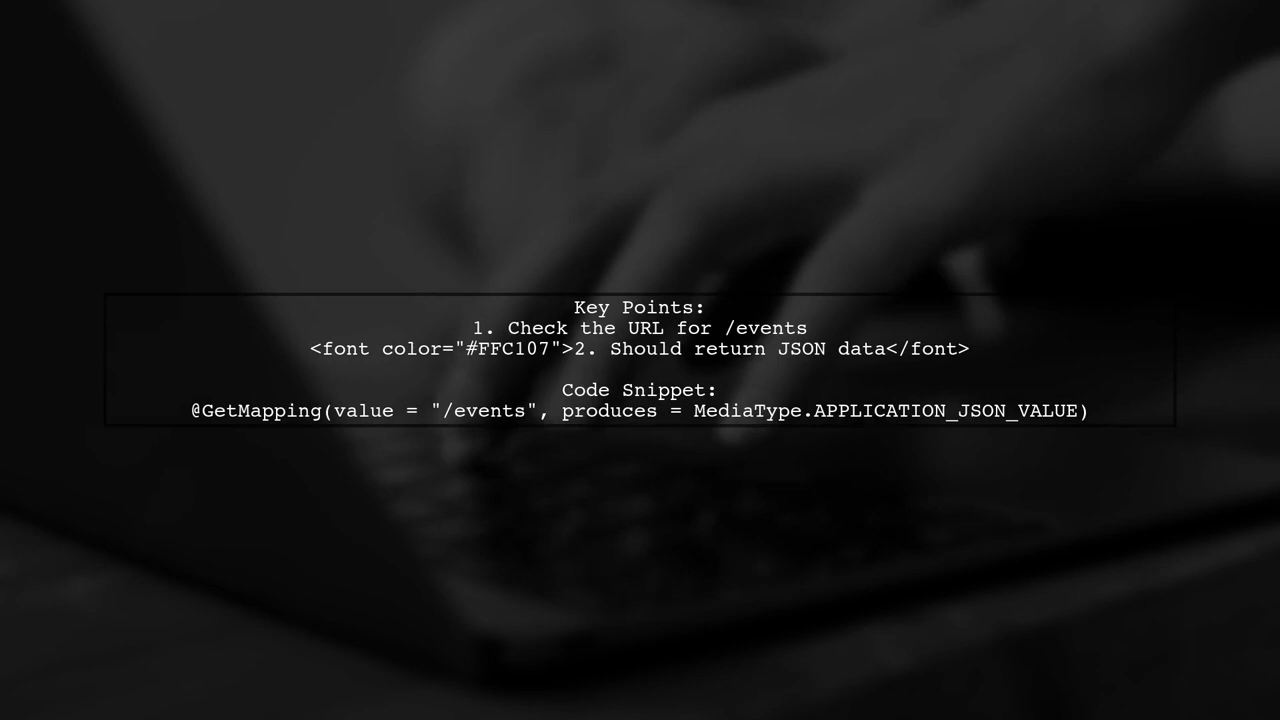 Key Points:
1. Check the URL for /events
<font color="#FFC107">2. Should return JSON data</font>
Code Snippet:
@GetMapping(value = "/events", produces = MediaType.APPLICATION_JSON_VALUE)